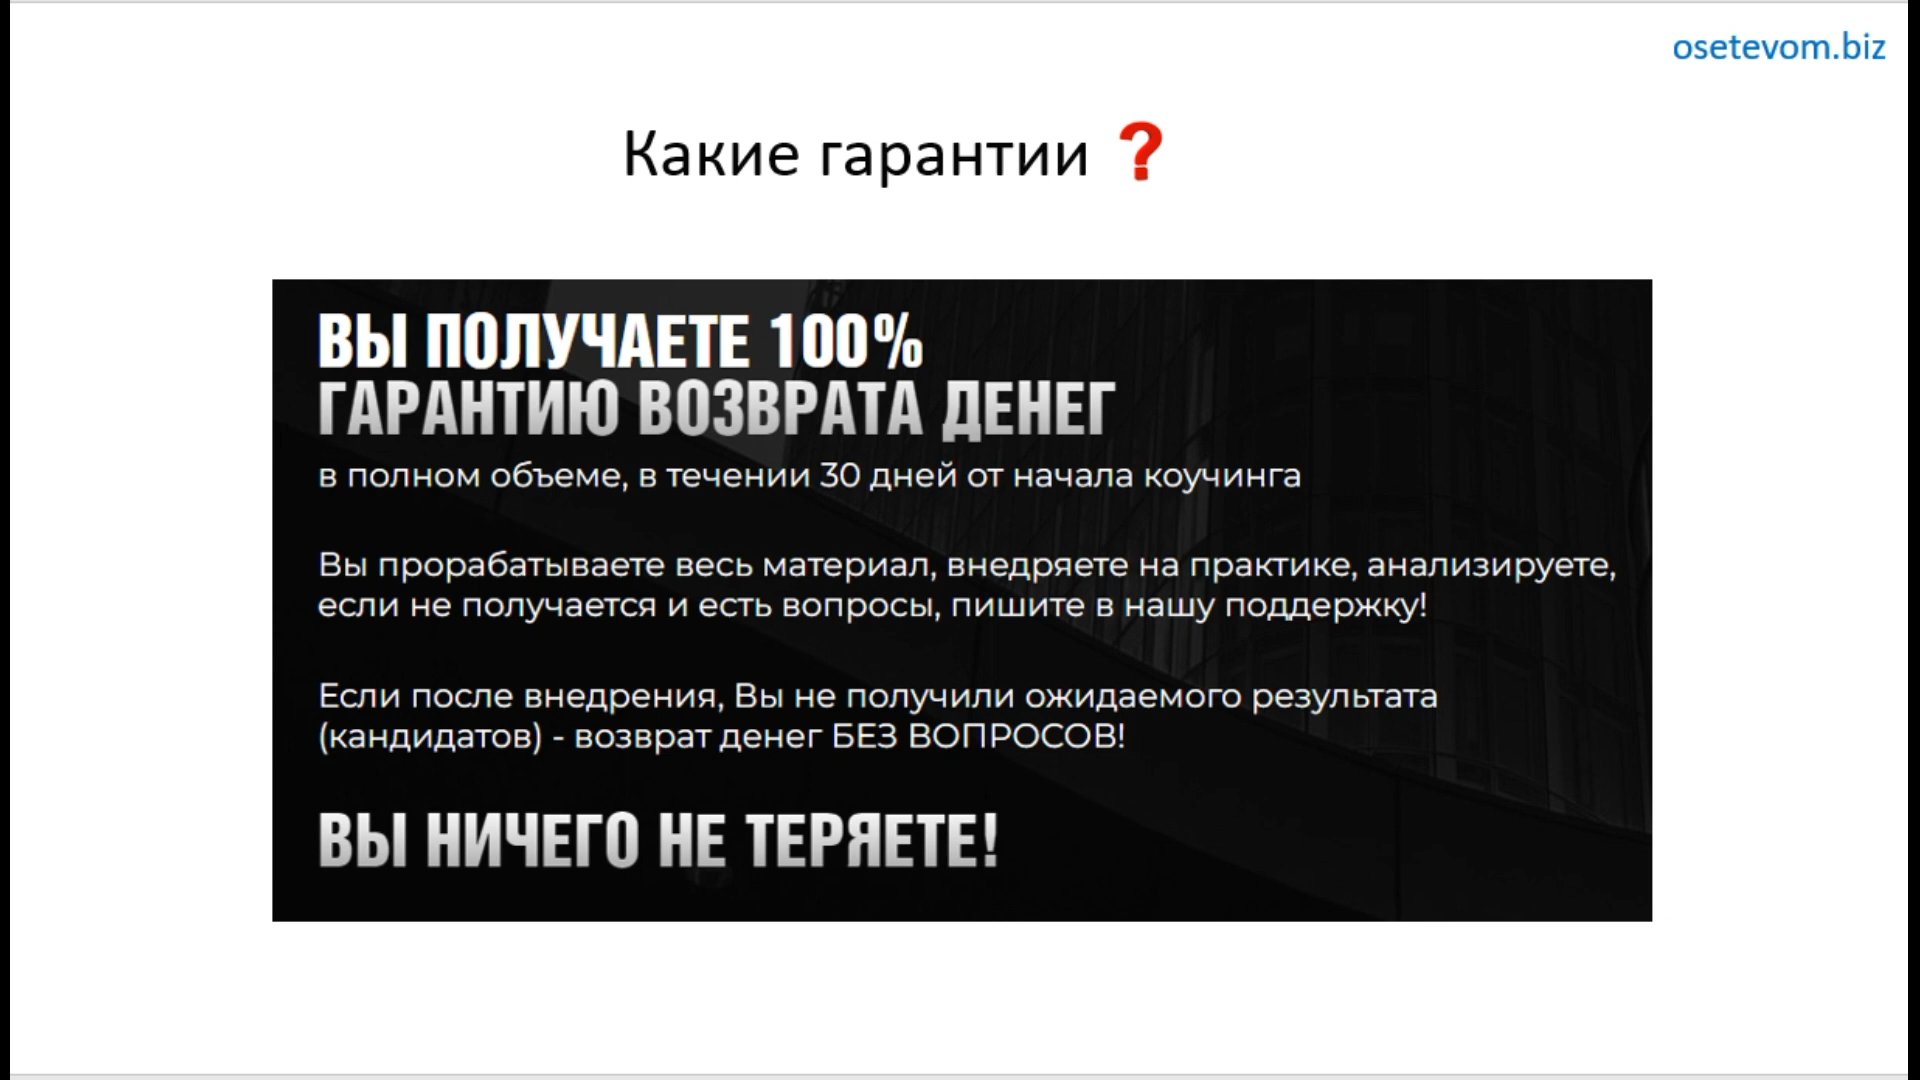 osetevom.biz
Какие гарантии ❓
ВЫ ПОЛУЧАЕТЕ 100%
ГАРАНТИЮ ВОЗВРАТА ДЕНЕГ
в полном объеме, в течении 30 дней от начала коучинга
Вы прорабатываете весь материал, внедряете на практике, анализируете,
если не получается и есть вопросы, пишите в нашу поддержку!
Если после внедрения, Вы не получили ожидаемого результата
(кандидатов) - возврат денег БЕЗ ВОПРОСОВ!
ВЫ НИЧЕГО НЕ ТЕРЯЕТЕ!